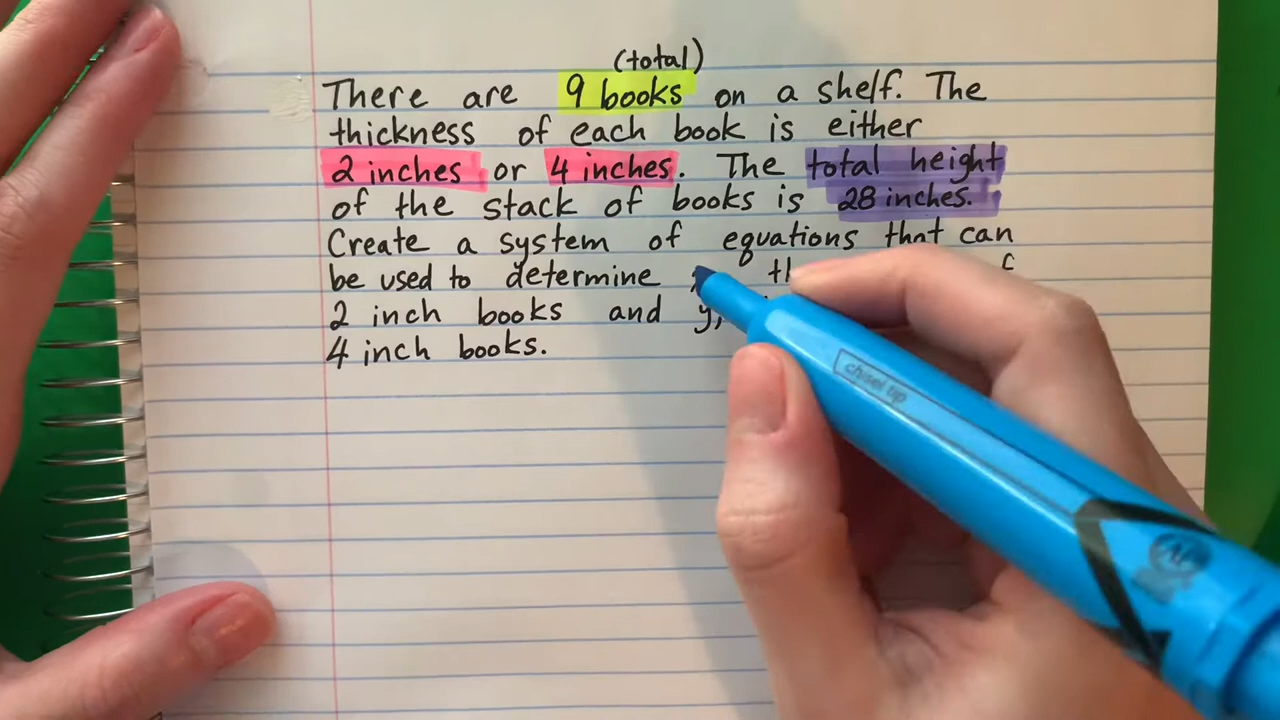 (total)
There are 9 books on a shelf. The
thickness of each book is either
2 inches or 4 inches. The total height
of the stack of books is 28 inches.
Create a system of equations that can
be used to determine
2 inch books and y,
4 inch books.
chisel tip